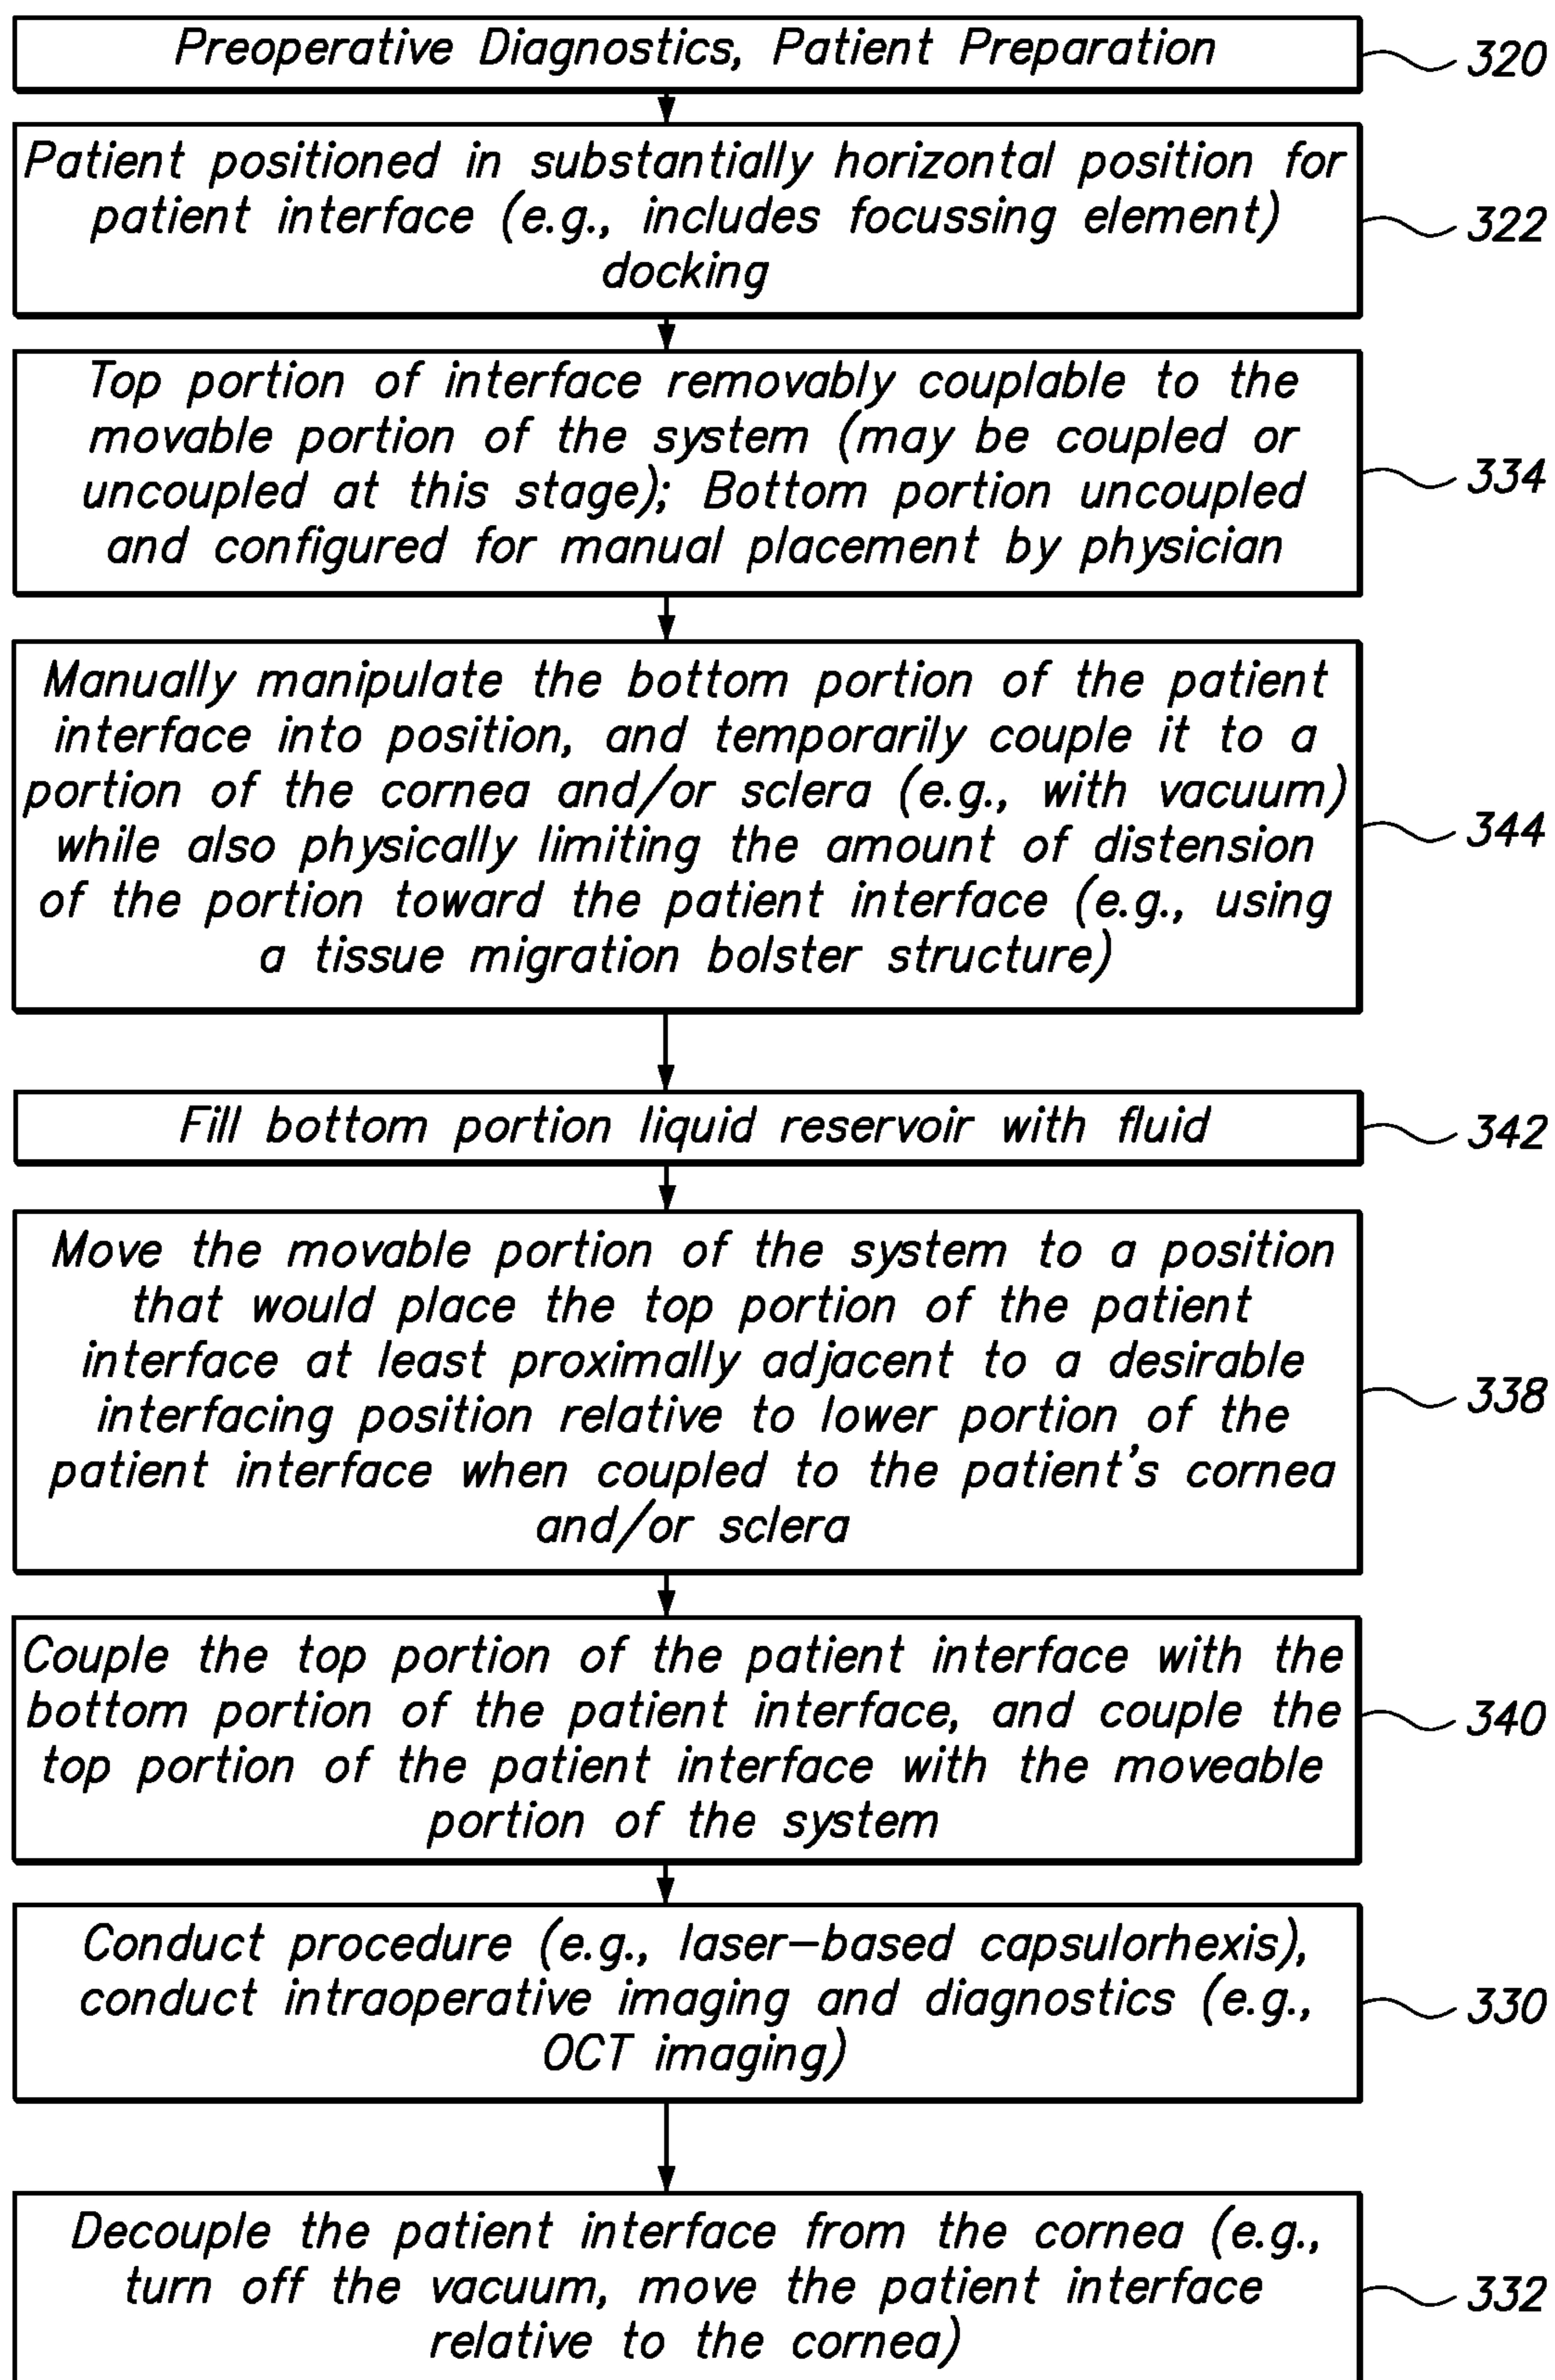 Preoperative Diagnostics, Patient Preparation
320
Patient positioned in substantially horizontal position for
patient interface (e.g., includes focussing element)
docking
322
Top portion of interface removably couplable to the
movable portion of the system (may be coupled or
uncoupled at this stage); Bottom portion uncoupled
and configured for manual placement by physician
334
Manually manipulate the bottom portion of the patient
interface into position, and temporarily couple it to a
portion of the cornea and/or sclera (e.g., with vacuum)
while also physically limiting the amount of distension
of the portion toward the patient interface (e.g., using
a tissue migration bolster structure)
344
Fill bottom portion liquid reservoir with fluid
342
Move the movable portion of the system to a position
that would place the top portion of the patient
interface at least proximally adjacent to a desirable
interfacing position relative to lower portion of the
patient interface when coupled to the patient's cornea
and/or sclera
338
Couple the top portion of the patient interface with the
bottom portion of the patient interface, and couple the
top portion of the patient interface with the moveable
portion of the system
340
Conduct procedure (e.g., laser-based capsulorhexis),
conduct intraoperative imaging and diagnostics (e.g.,
OCT imaging)
330
Decouple the patient interface from the cornea (e.g.,
turn off the vacuum, move the patient interface
relative to the cornea)
332